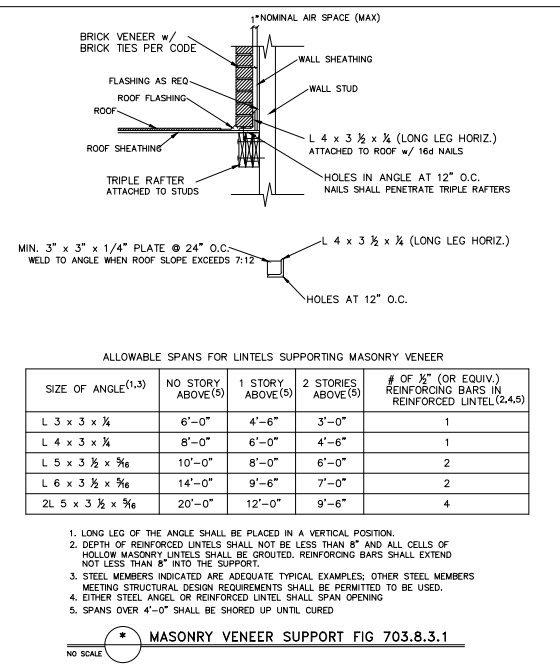 1" NOMINAL AIR SPACE (MAX)
BRICK VENEER w/
BRICK TIES PER CODE
WALL SHEATHING
FLASHING AS REQ
WALL STUD
ROOF FLASHING
ROOF
L 4 x 3 ½ x ¼ (LONG LEG HORIZ.)
ATTACHED TO ROOF w/ 16d NAILS
ROOF SHEATHING
HOLES IN ANGLE AT 12" O.C.
NAILS SHALL PENETRATE TRIPLE RAFTERS
TRIPLE RAFTER
ATTACHED TO STUDS
L 4 x 3 ½ x ¼ (LONG LEG HORIZ.)
MIN. 3" x 3" x 1/4" PLATE @ 24" O.C.
WELD TO ANGLE WHEN ROOF SLOPE EXCEEDS 7:12
HOLES AT 12" O.C.
ALLOWABLE SPANS FOR LINTELS SUPPORTING MASONRY VENEER
SIZE OF ANGLE(1,3) NO STORY ABOVE(5) 1 STORY ABOVE(5) 2 STORIES ABOVE(5) # OF ½" (OR EQUIV.) REINFORCING BARS IN REINFORCED LINTEL(2,4,5)
L 3 x 3 x ¼ 6'-0" 4'-6" 3'-0" 1
L 4 x 3 x ¼ 8'-0" 6'-0" 4'-6" 1
L 5 x 3 ½ x 5/16 10'-0" 8'-0" 6'-0" 2
L 6 x 3 ½ x 5/16 14'-0" 9'-6" 7'-0" 2
2L 5 x 3 ½ x 5/16 20'-0" 12'-0" 9'-6" 4
1. LONG LEG OF THE ANGLE SHALL BE PLACED IN A VERTICAL POSITION.
2. DEPTH OF REINFORCED LINTELS SHALL NOT BE LESS THAN 8" AND ALL CELLS OF
HOLLOW MASONRY LINTELS SHALL BE GROUTED. REINFORCING BARS SHALL EXTEND
NOT LESS THAN 8" INTO THE SUPPORT.
3. STEEL MEMBERS INDICATED ARE ADEQUATE TYPICAL EXAMPLES; OTHER STEEL MEMBERS
MEETING STRUCTURAL DESIGN REQUIREMENTS SHALL BE PERMITTED TO BE USED.
4. EITHER STEEL ANGEL OR REINFORCED LINTEL SHALL SPAN OPENING
5. SPANS OVER 4'-0" SHALL BE SHORED UP UNTIL CURED
* MASONRY VENEER SUPPORT FIG 703.8.3.1
NO SCALE